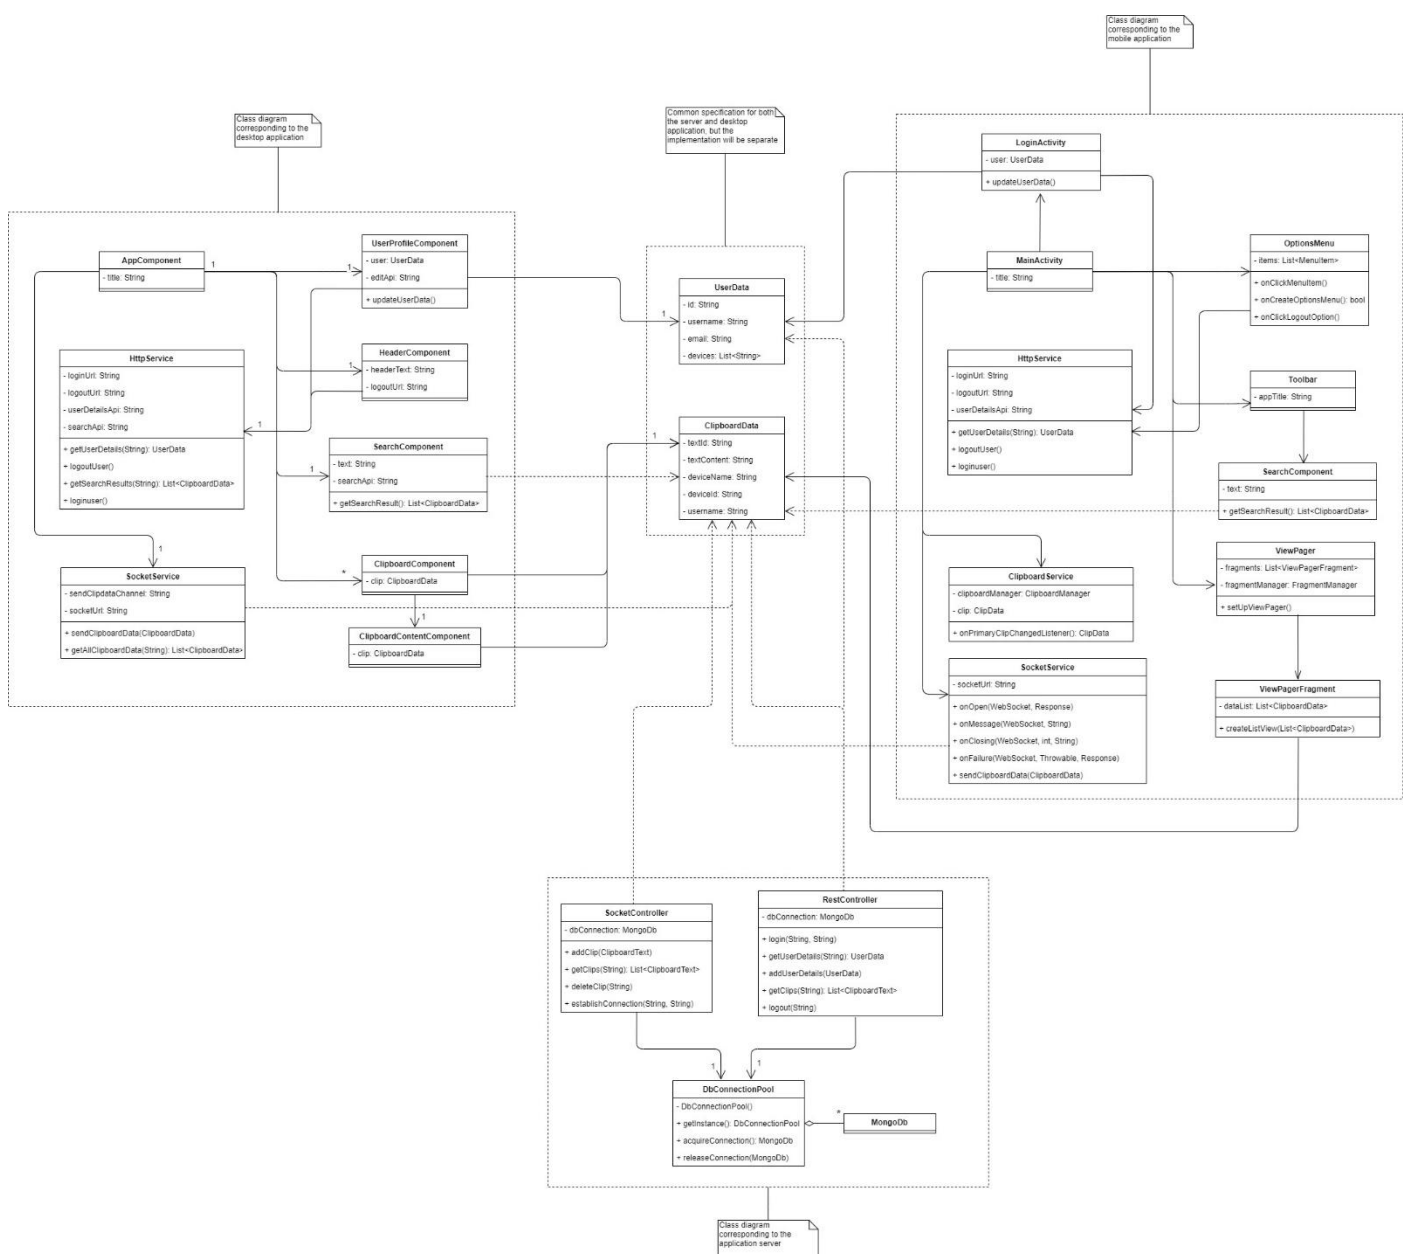 Class diagram
corresponding to the
mobile application
Class diagram
corresponding to the
desktop application
Common specification for both
the server and desktop
application, but the
implementation will be separate
AppComponent
- title: String
1
1
1
1
*
1
UserProfileComponent
- user: UserData
- editApi: String
+ updateUserData()
HttpService
- loginUrl: String
- logoutUrl: String
- userDetailsApi: String
- searchApi: String
+ getUserDetails(String): UserData
+ logoutUser()
+ getSearchResults(String): List<ClipboardData>
+ loginuser()
1
HeaderComponent
- headerText: String
- logoutUrl: String
SearchComponent
- text: String
- searchApi: String
+ getSearchResult(): List<ClipboardData>
SocketService
- sendClipdataChannel: String
- socketUrl: String
+ sendClipboardData(ClipboardData)
+ getAllClipboardData(String): List<ClipboardData>
ClipboardComponent
- clip: ClipboardData
1
ClipboardContentComponent
- clip: ClipboardData
UserData
- id: String
- username: String
- email: String
- devices: List<String>
1
ClipboardData
- textId: String
- textContent: String
- deviceName: String
- deviceId: String
- username: String
1
LoginActivity
- user: UserData
+ updateUserData()
MainActivity
- title: String
OptionsMenu
- items: List<MenuItem>
+ onClickMenuItem()
+ onCreateOptionsMenu(): bool
+ onClickLogoutOption()
HttpService
- loginUrl: String
- logoutUrl: String
- userDetailsApi: String
+ getUserDetails(String): UserData
+ logoutUser()
+ loginuser()
Toolbar
- appTitle: String
SearchComponent
- text: String
+ getSearchResult(): List<ClipboardData>
ClipboardService
- clipboardManager: ClipboardManager
- clip: ClipData
+ onPrimaryClipChangedListener(): ClipData
ViewPager
- fragments: List<ViewPagerFragment>
- fragmentManager: FragmentManager
+ setUpViewPager()
SocketService
- socketUrl: String
+ onOpen(WebSocket, Response)
+ onMessage(WebSocket, String)
+ onClosing(WebSocket, int, String)
+ onFailure(WebSocket, Throwable, Response)
+ sendClipboardData(ClipboardData)
ViewPagerFragment
- dataList: List<ClipboardData>
+ createListView(List<ClipboardData>)
SocketController
- dbConnection: MongoDb
+ addClip(ClipboardText)
+ getClips(String): List<ClipboardText>
+ deleteClip(String)
+ establishConnection(String, String)
RestController
- dbConnection: MongoDb
+ login(String, String)
+ getUserDetails(String): UserData
+ addUserDetails(UserData)
+ getClips(String): List<ClipboardText>
+ logout(String)
1
1
DbConnectionPool
- DbConnectionPool()
+ getInstance(): DbConnectionPool
+ acquireConnection(): MongoDb
+ releaseConnection(MongoDb)
*
MongoDb
Class diagram
corresponding to the
application server